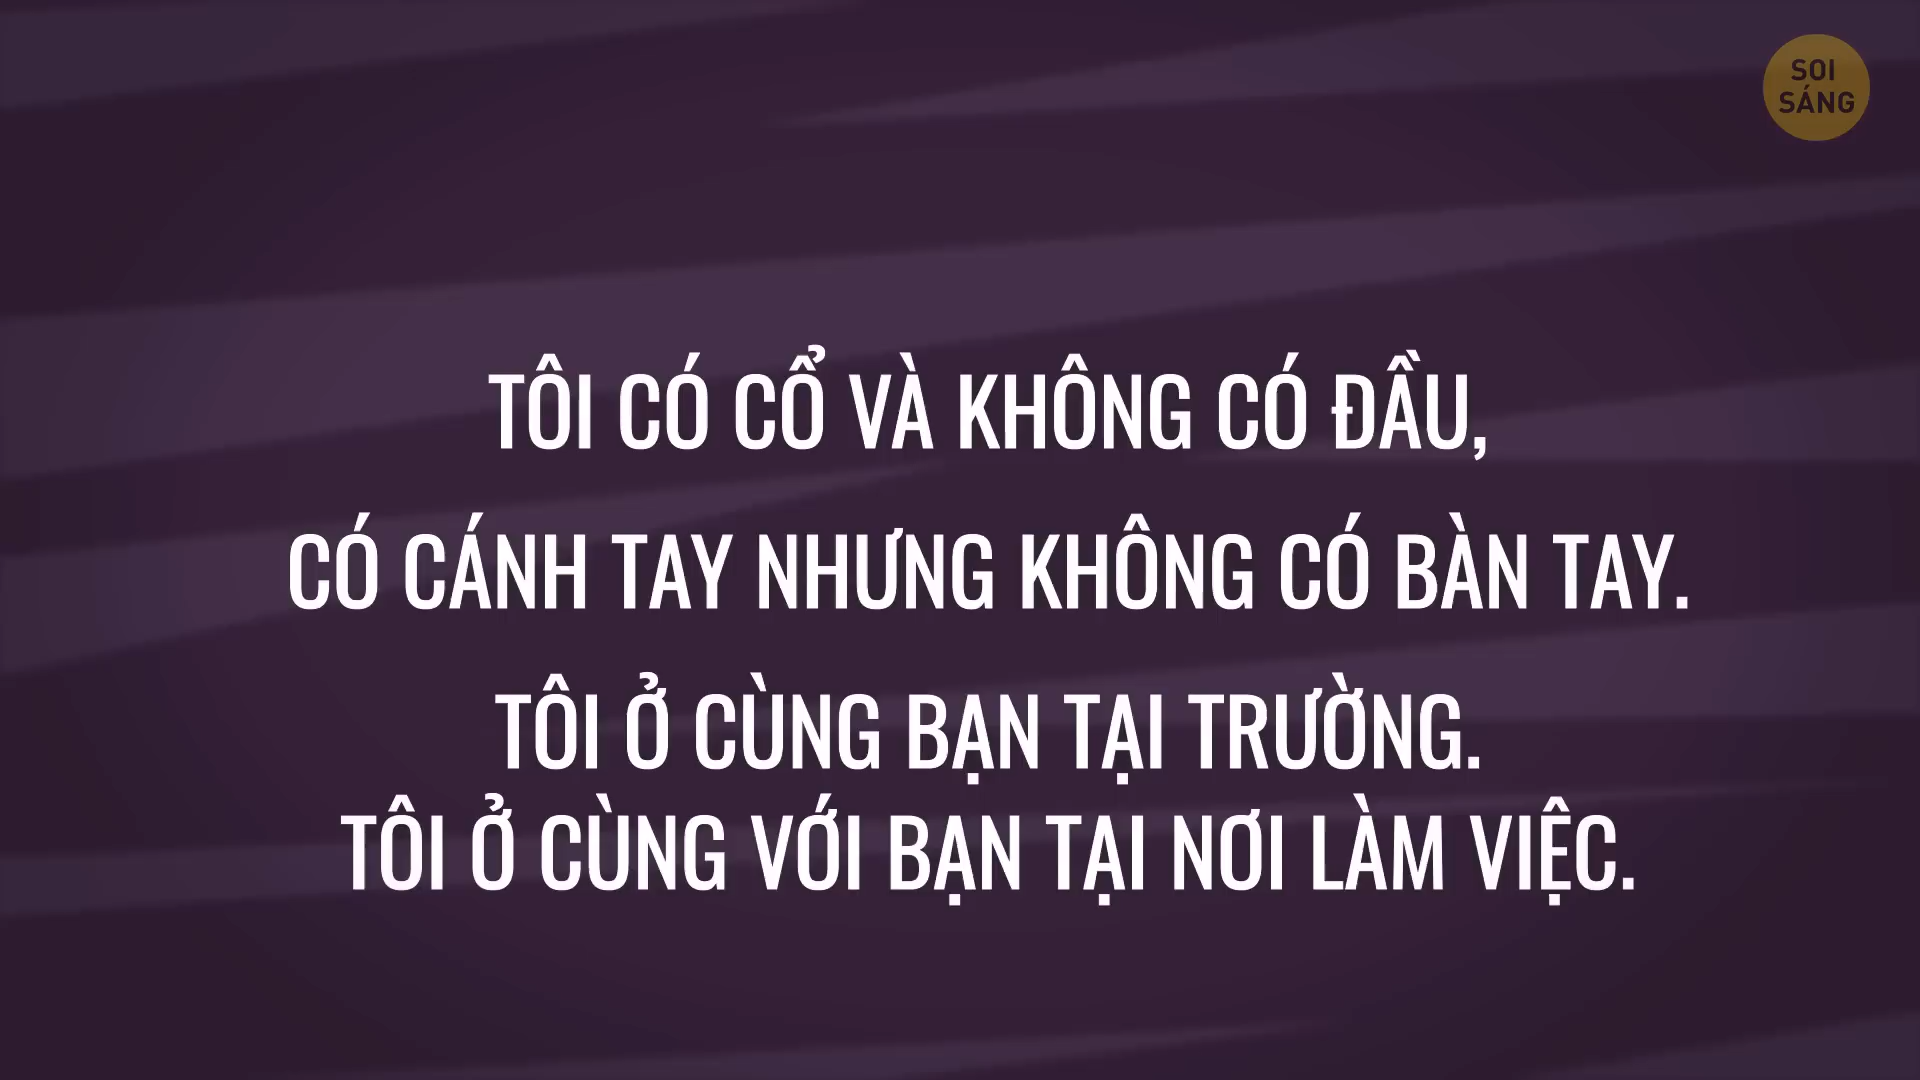 SOI
SÁNG
TÔI CÓ CỔ VÀ KHÔNG CÓ ĐẦU,
CÓ CÁNH TAY NHƯNG KHÔNG CÓ BÀN TAY.
TÔI Ở CÙNG BẠN TẠI TRƯỜNG.
TÔI Ở CÙNG VỚI BẠN TẠI NƠI LÀM VIỆC.